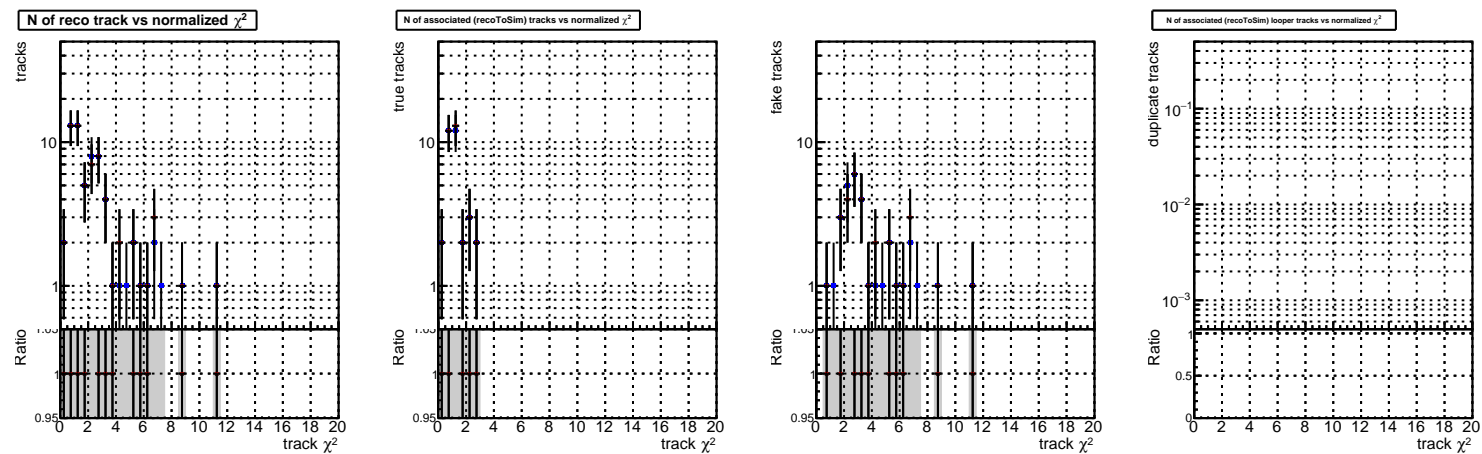 N of reco track vs normalized χ²
tracks
10
1
Ratio
1.05
1
0.95
0 2 4 6 8 10 12 14 16 18 20
track χ²
N of associated (recoToSim) tracks vs normalized χ²
true tracks
10
1
Ratio
1.05
1
0.95
0 2 4 6 8 10 12 14 16 18 20
track χ²
fake tracks
10
1
Ratio
1.05
1
0.95
0 2 4 6 8 10 12 14 16 18 20
track χ²
N of associated (recoToSim) looper tracks vs normalized χ²
duplicate tracks
10⁻¹
10⁻²
10⁻³
Ratio
1
0.5
0
0 2 4 6 8 10 12 14 16 18 20
track χ²